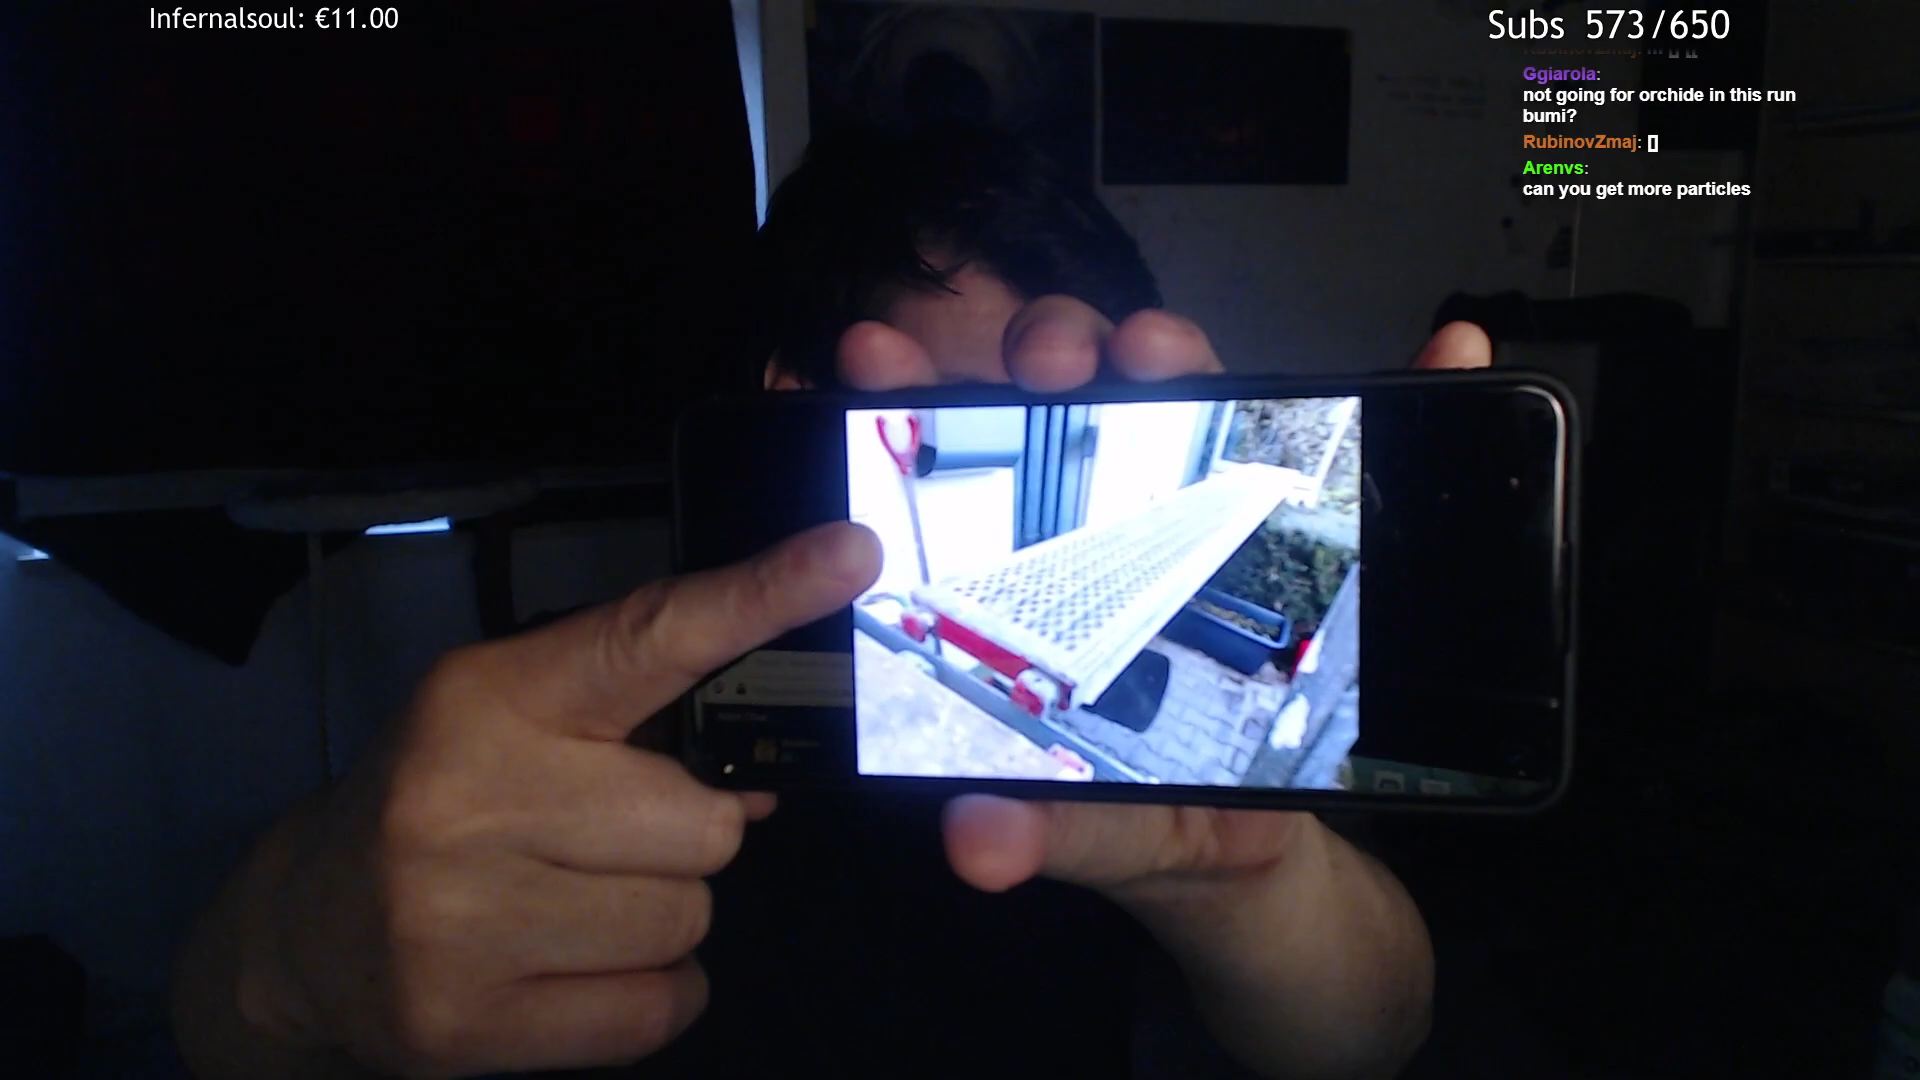 Infernalsoul: €11.00
Subs 573/650
Ggiarola:
not going for orchide in this run
bumi?
RubinovZmaj:
Arenvs:
can you get more particles